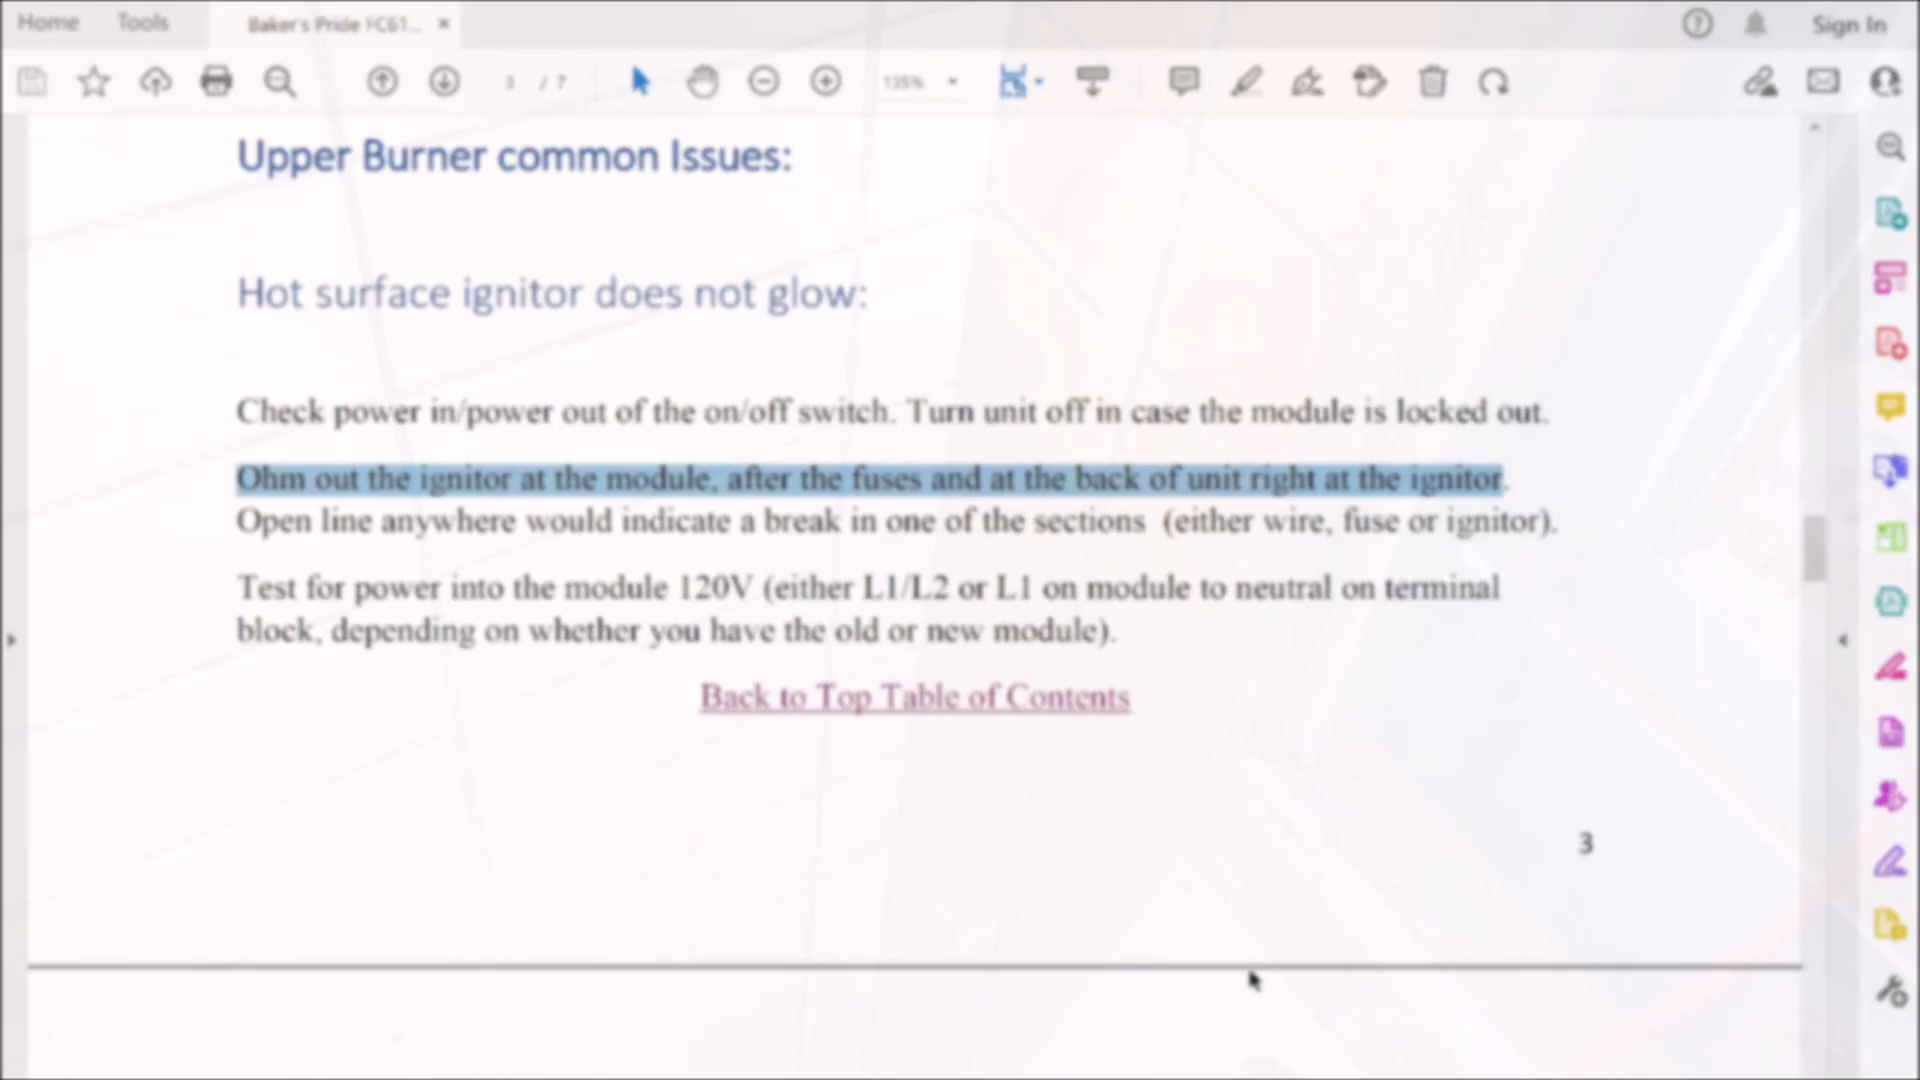 Home Tools Baker's Pride FC61... × Sign In
3 / 7 135%
Upper Burner common Issues:
Hot surface ignitor does not glow:
Check power in/power out of the on/off switch. Turn unit off in case the module is locked out.
Ohm out the ignitor at the module, after the fuses and at the back of unit right at the ignitor.
Open line anywhere would indicate a break in one of the sections (either wire, fuse or ignitor).
Test for power into the module 120V (either L1/L2 or L1 on module to neutral on terminal
block, depending on whether you have the old or new module).
Back to Top Table of Contents
3